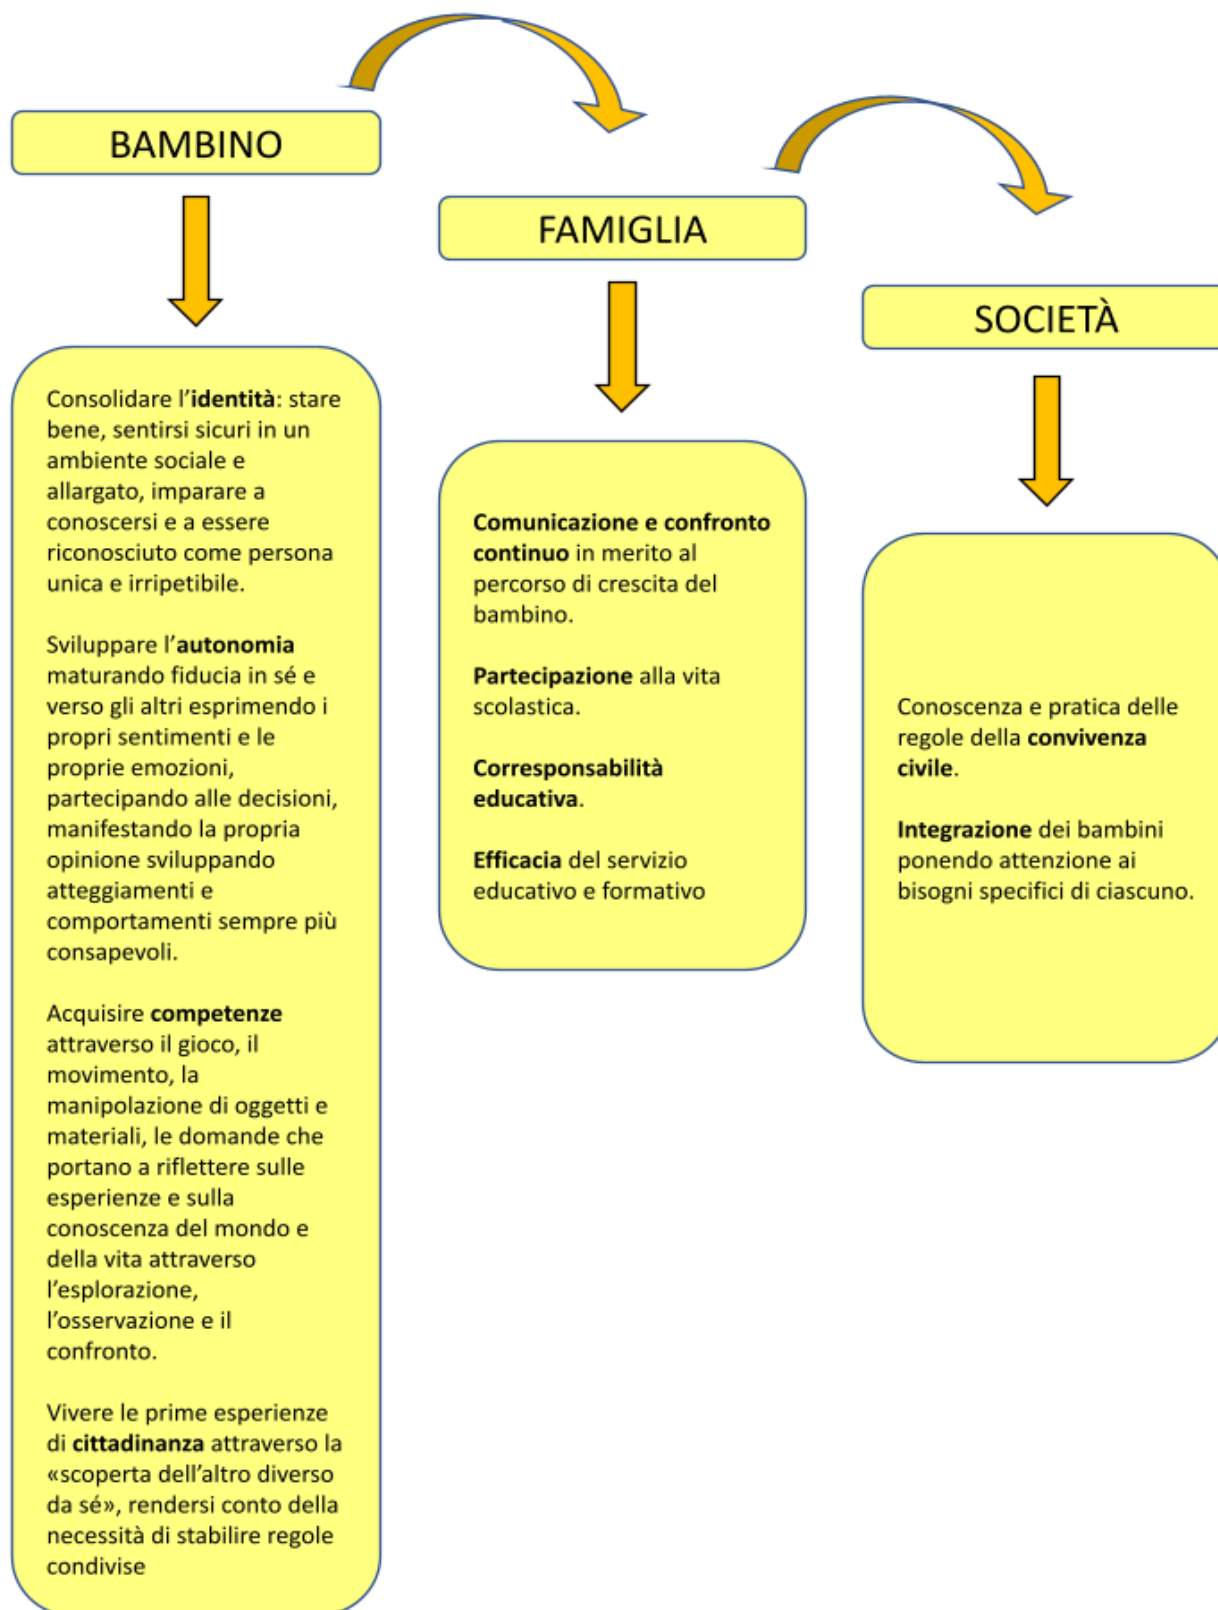 BAMBINO
Consolidare l’identità: stare
bene, sentirsi sicuri in un
ambiente sociale e
allargato, imparare a
conoscersi e a essere
riconosciuto come persona
unica e irripetibile.
Sviluppare l’autonomia
maturando fiducia in sé e
verso gli altri esprimendo i
propri sentimenti e le
proprie emozioni,
partecipando alle decisioni,
manifestando la propria
opinione sviluppando
atteggiamenti e
comportamenti sempre più
consapevoli.
Acquisire competenze
attraverso il gioco, il
movimento, la
manipolazione di oggetti e
materiali, le domande che
portano a riflettere sulle
esperienze e sulla
conoscenza del mondo e
della vita attraverso
l’esplorazione,
l’osservazione e il
confronto.
Vivere le prime esperienze
di cittadinanza attraverso la
«scoperta dell’altro diverso
da sé», rendersi conto della
necessità di stabilire regole
condivise
FAMIGLIA
Comunicazione e confronto
continuo in merito al
percorso di crescita del
bambino.
Partecipazione alla vita
scolastica.
Corresponsabilità
educativa.
Efficacia del servizio
educativo e formativo
SOCIETÀ
Conoscenza e pratica delle
regole della convivenza
civile.
Integrazione dei bambini
ponendo attenzione ai
bisogni specifici di ciascuno.